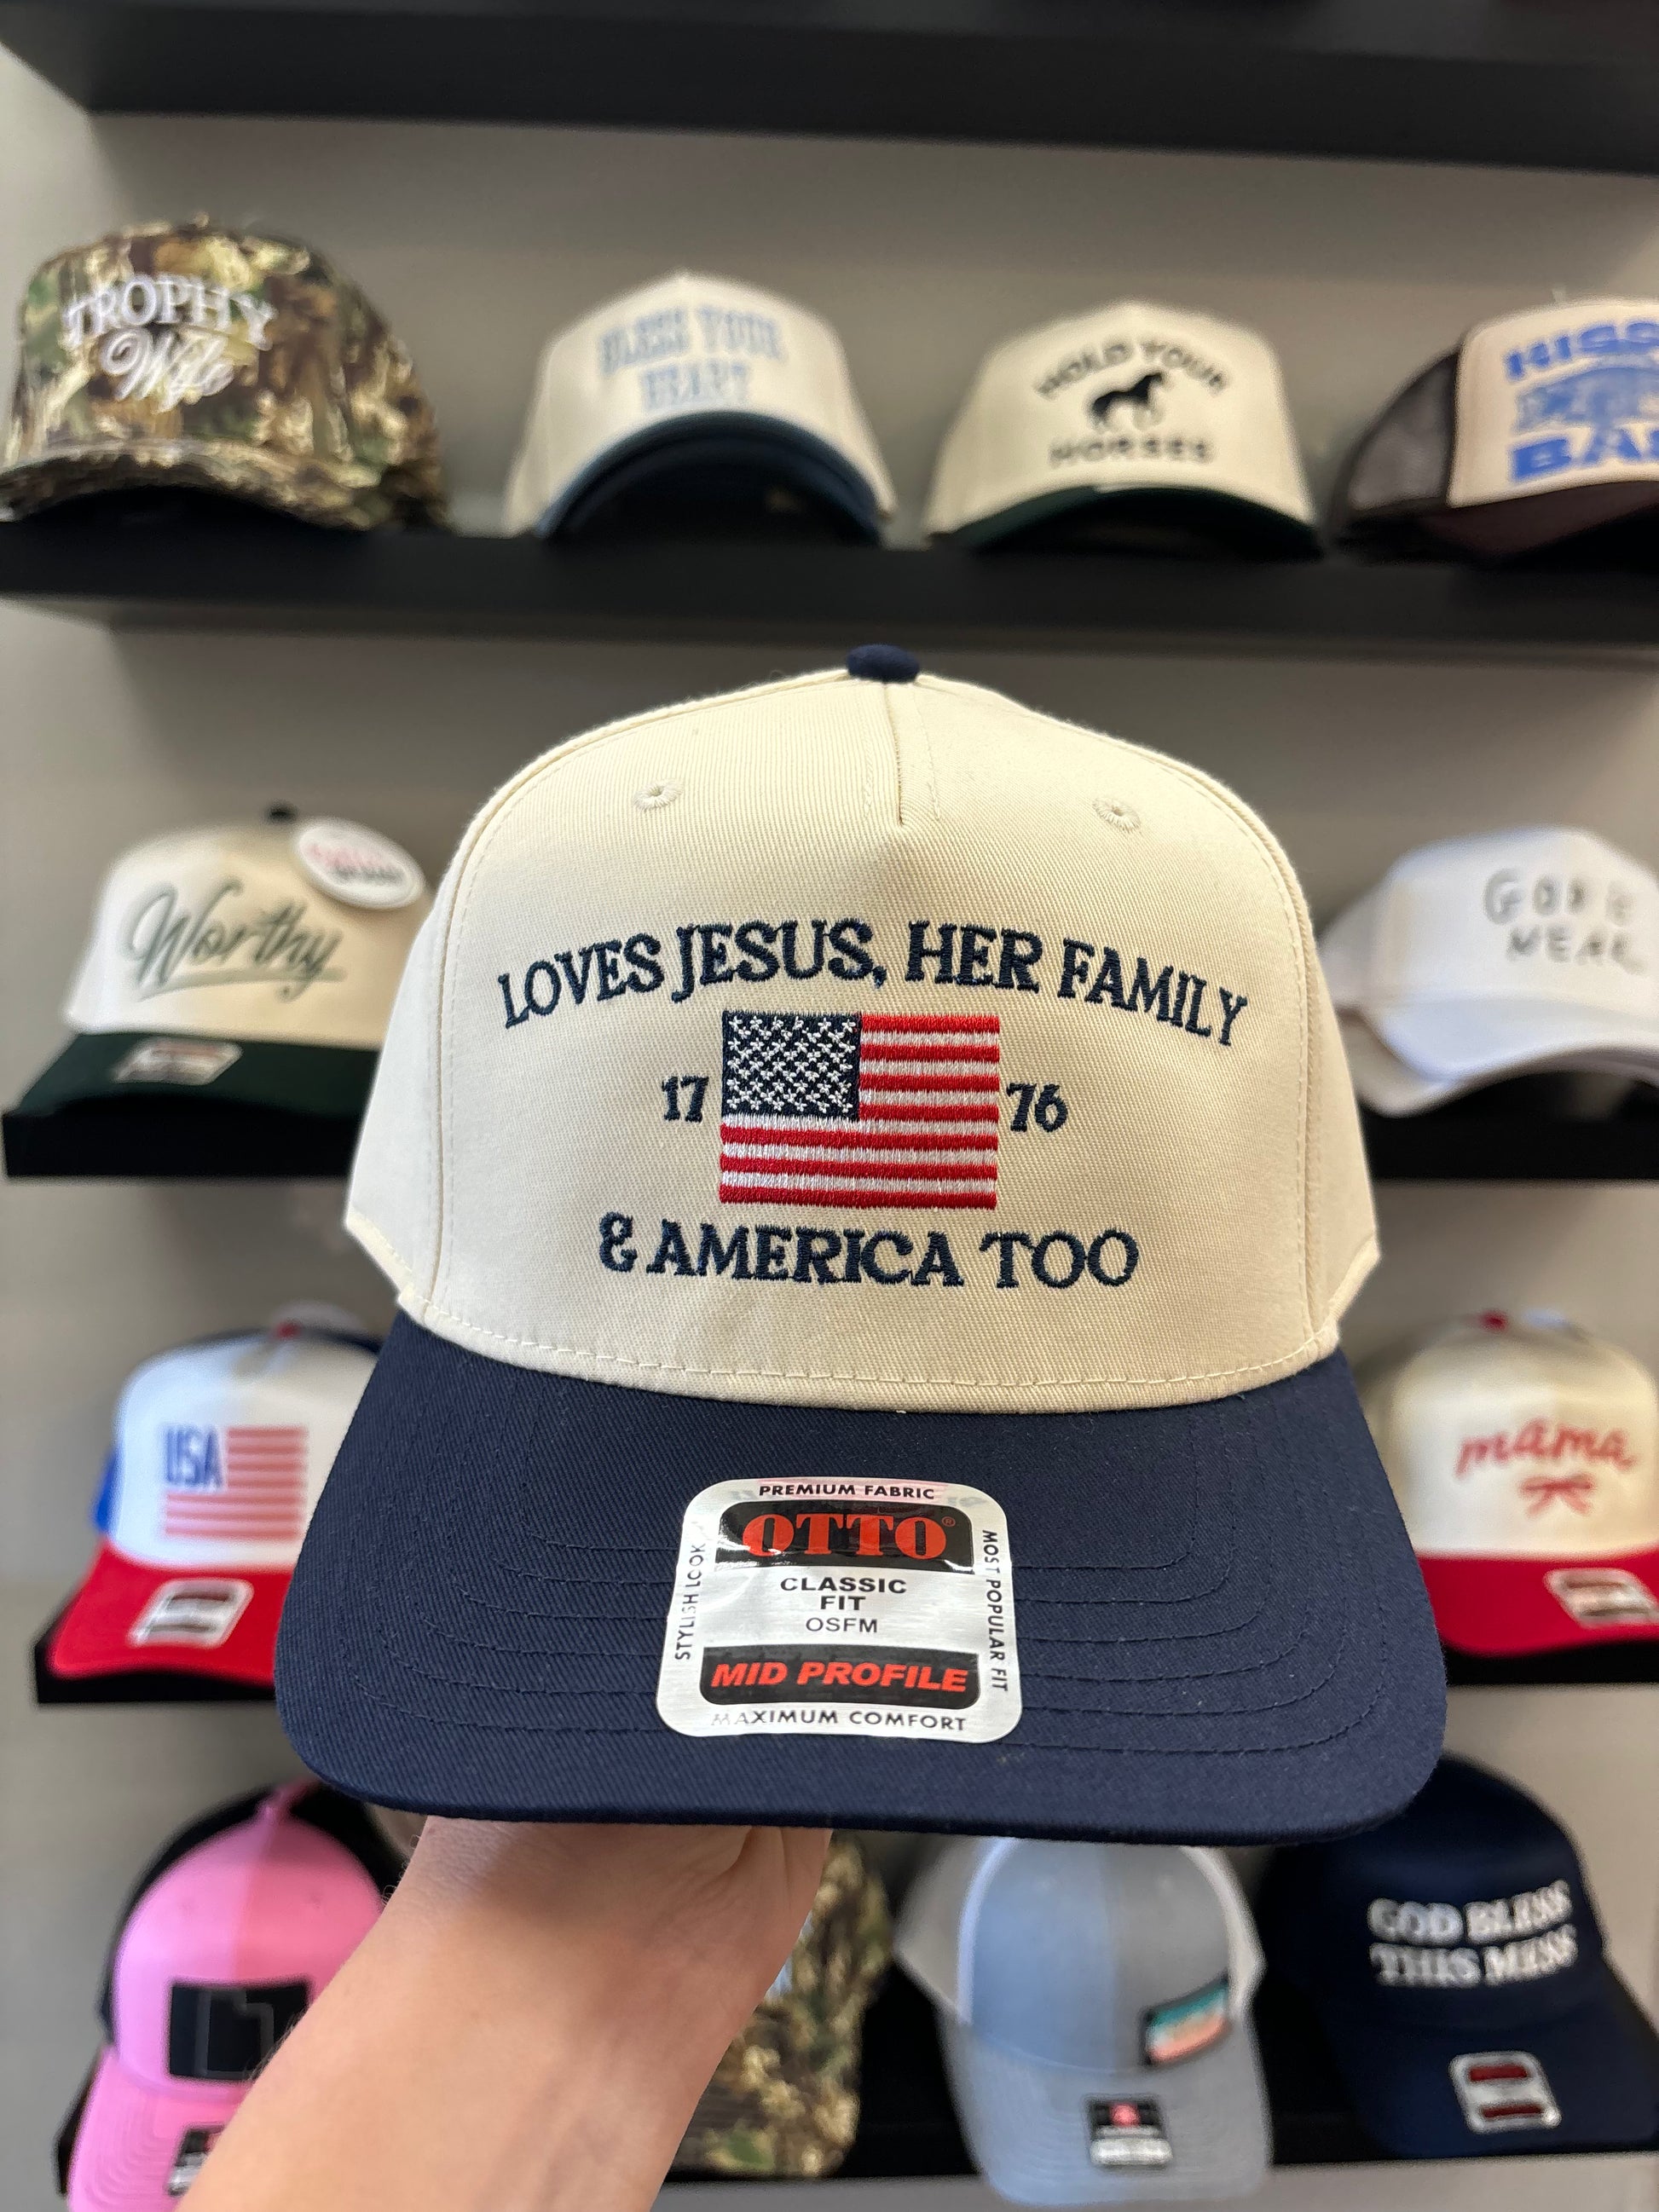 TROPHY
Wife
BLESS YOUR
HEART
HOLD YOUR
HORSES
Worthy
LOVES JESUS, HER FAMILY
17 76
& AMERICA TOO
USA
mama
PREMIUM FABRIC
OTTO®
STYLISH LOOK
CLASSIC
FIT
OSFM
MOST POPULAR FIT
MID PROFILE
MAXIMUM COMFORT
GOD BLESS
THIS MESS